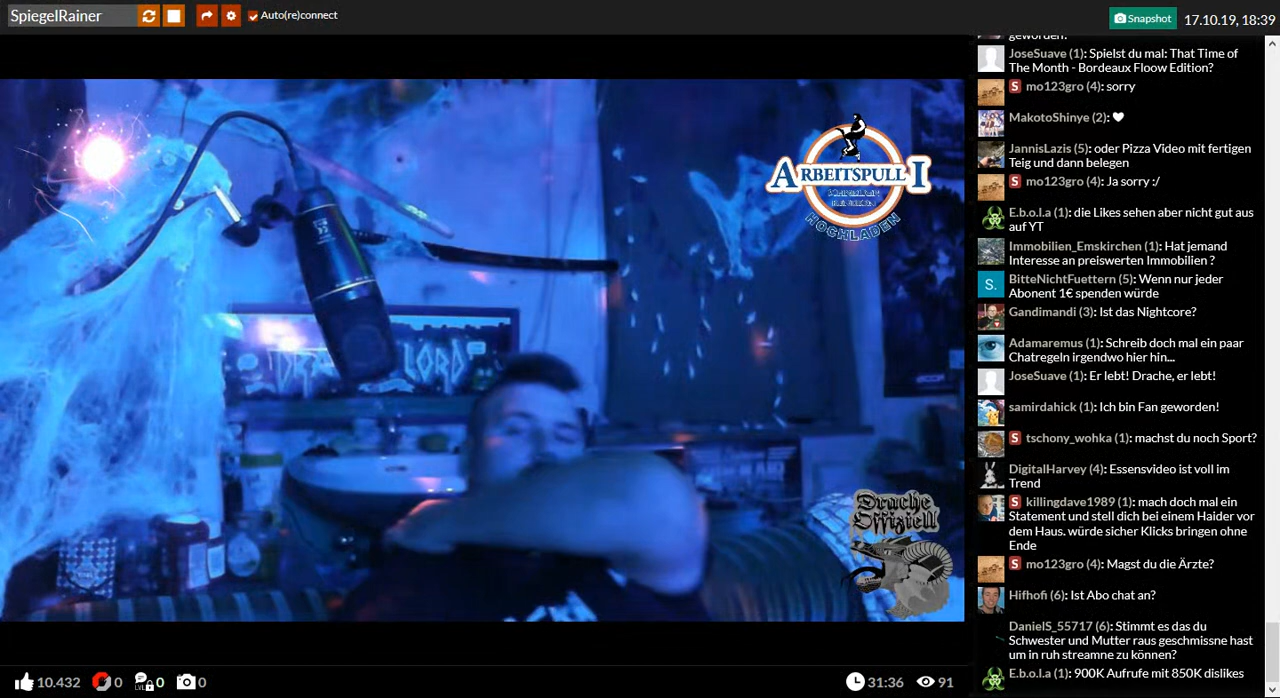 SpiegelRainer
Auto(re)connect
Snapshot
17.10.19, 18:39
ARBEITSPULLI
HOCHLADEN
LORD
Drache
Offiziell
geworden!
JoseSuave (1): Spielst du mal: That Time of
The Month - Bordeaux Floow Edition?
S mo123gro (4): sorry
MakotoShinye (2): ♥
JannisLazis (5): oder Pizza Video mit fertigen
Teig und dann belegen
S mo123gro (4): Ja sorry :/
E.b.o.l.a (1): die Likes sehen aber nicht gut aus
auf YT
Immobilien_Emskirchen (1): Hat jemand
Interesse an preiswerten Immobilien ?
S. BitteNichtFuettern (5): Wenn nur jeder
Abonent 1€ spenden würde
Gandimandi (3): Ist das Nightcore?
Adamaremus (1): Schreib doch mal ein paar
Chatregeln irgendwo hier hin...
JoseSuave (1): Er lebt! Drache, er lebt!
samirdahick (1): Ich bin Fan geworden!
S tschony_wohka (1): machst du noch Sport?
DigitalHarvey (4): Essensvideo ist voll im
Trend
S killingdave1989 (1): mach doch mal ein
Statement und stell dich bei einem Haider vor
dem Haus. würde sicher Klicks bringen ohne
Ende
S mo123gro (4): Magst du die Ärzte?
Hifhofi (6): Ist Abo chat an?
DanielS_55717 (6): Stimmt es das du
Schwester und Mutter raus geschmissne hast
um in ruh streamne zu können?
E.b.o.l.a (1): 900K Aufrufe mit 850K dislikes
10.432 0 0 0 31:36 91